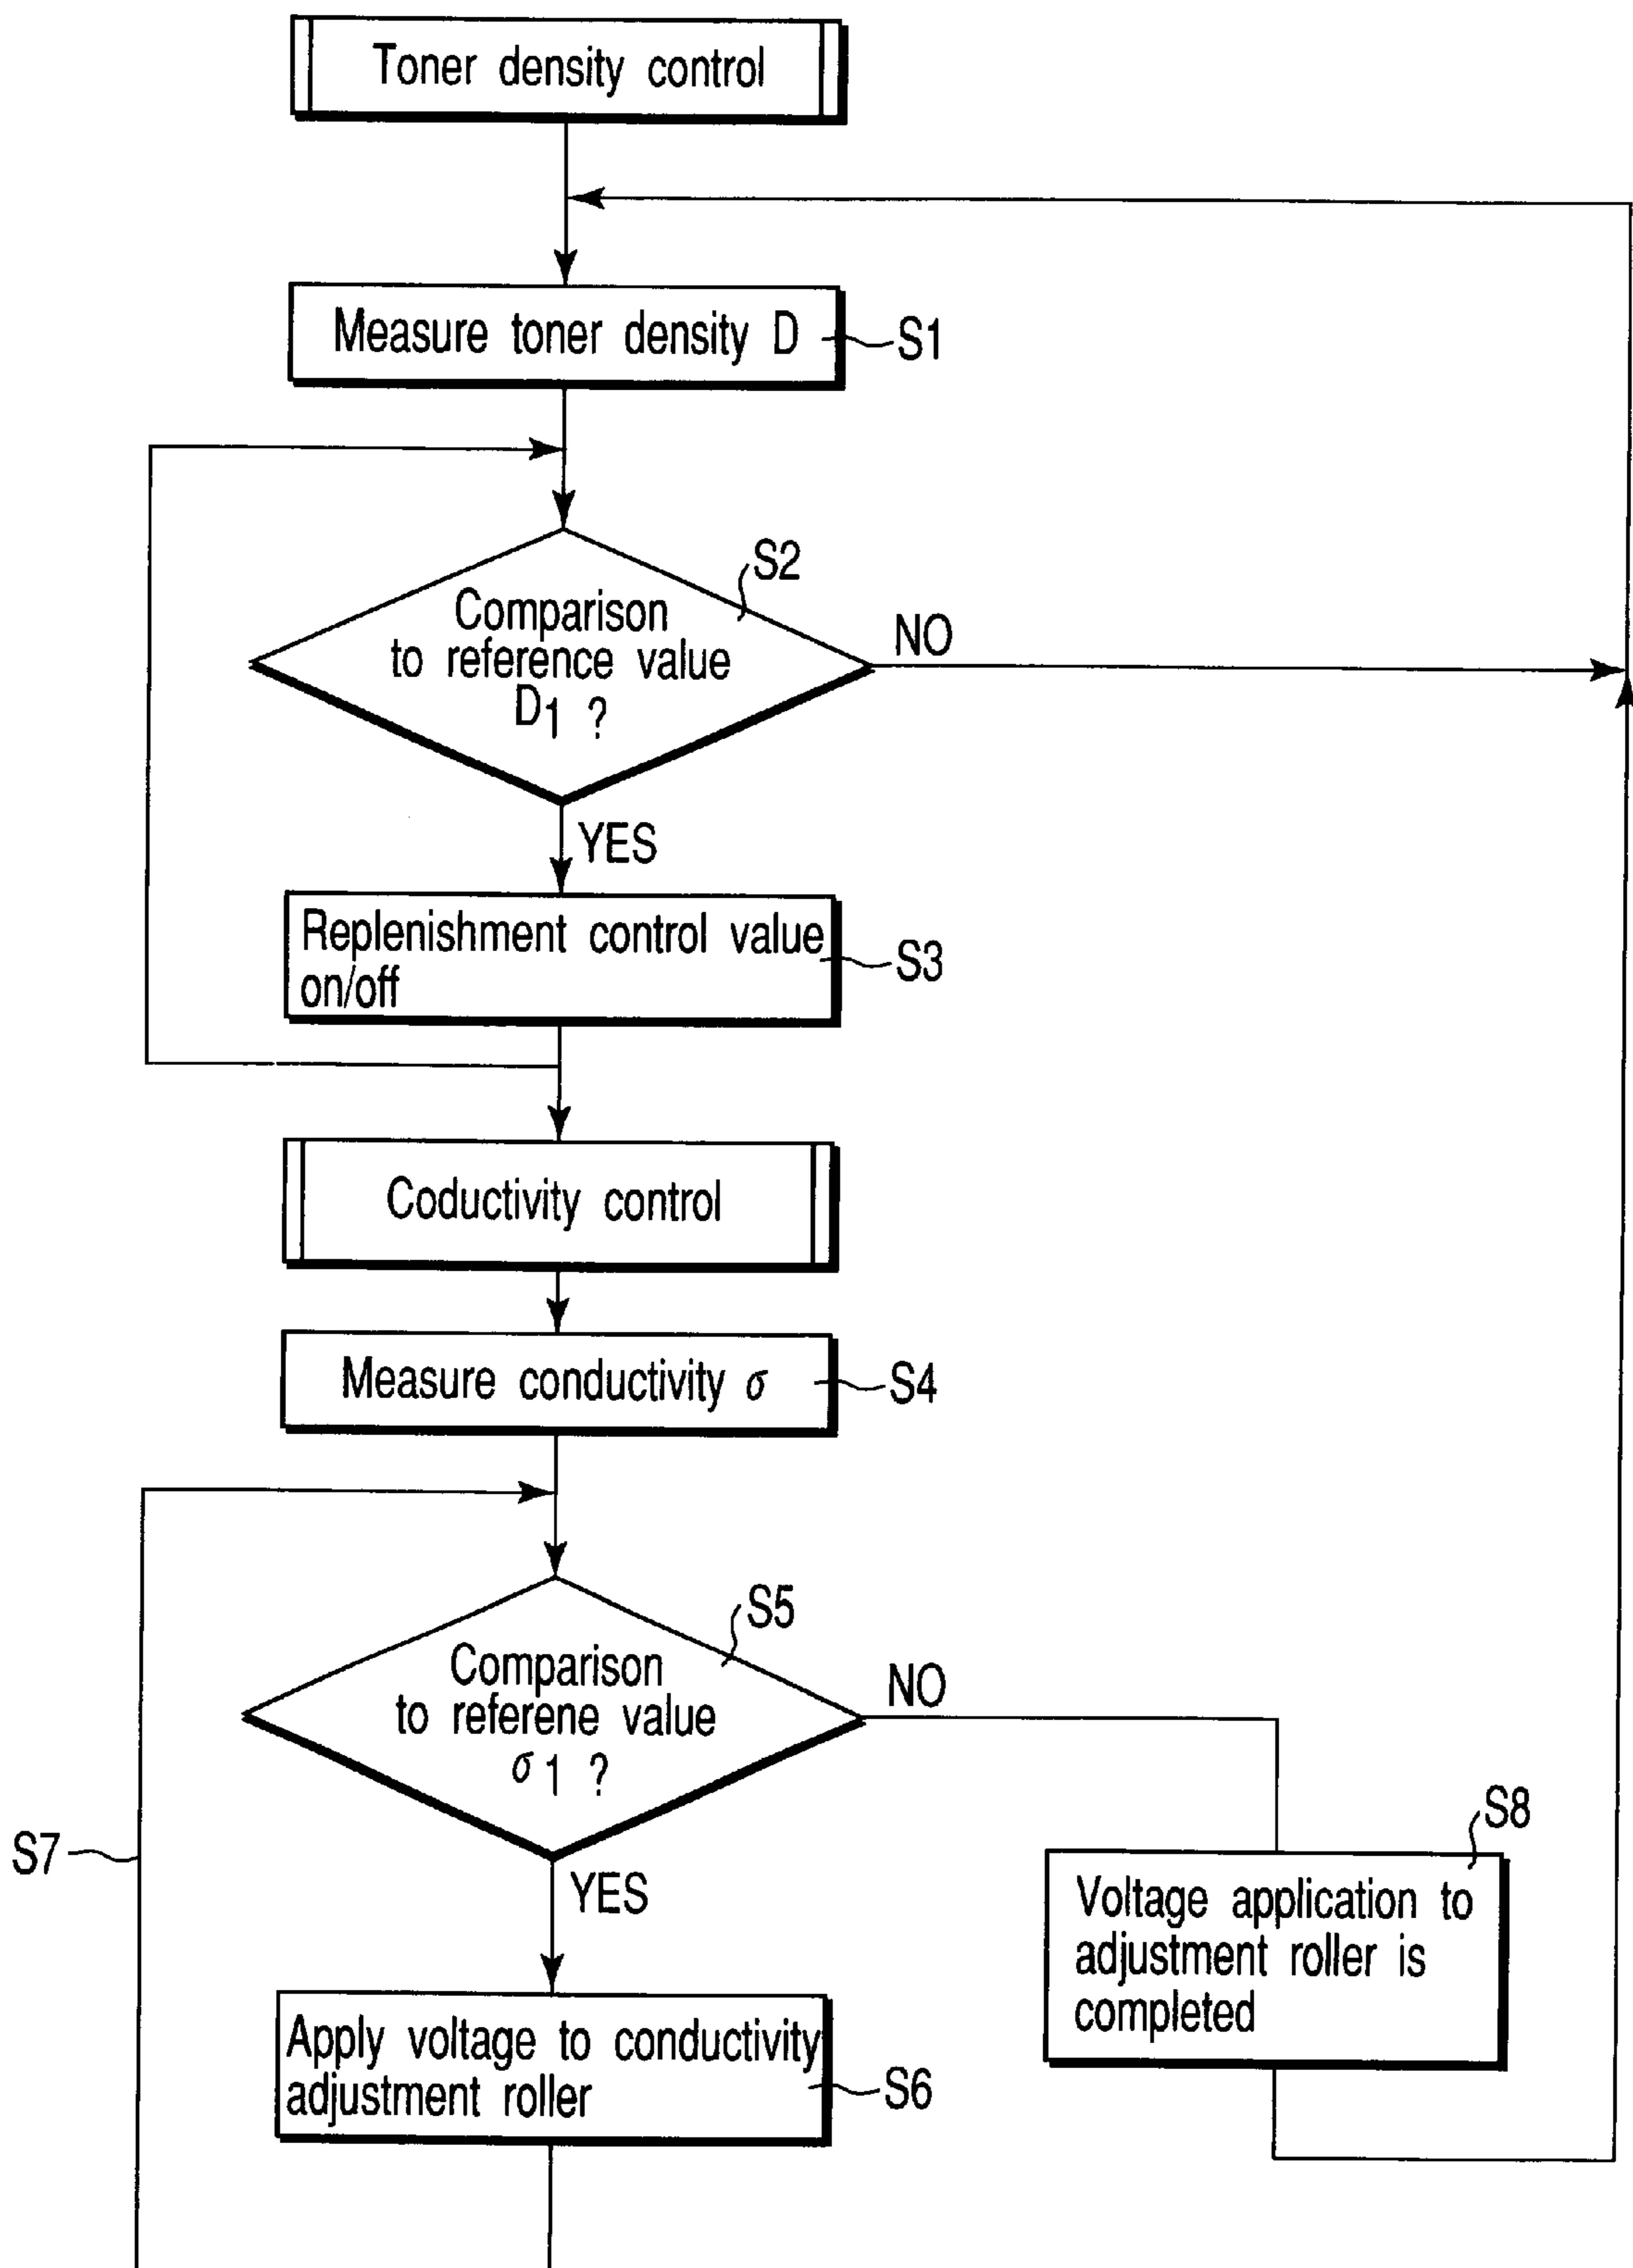 Toner density control
Measure toner density D
S1
S2
Comparison
to reference value
D1 ?
NO
YES
Replenishment control value
on/off
S3
Coductivity control
Measure conductivity σ
S4
S5
Comparison
to referene value
σ1 ?
NO
S7
YES
S8
Voltage application to
adjustment roller is
completed
Apply voltage to conductivity
adjustment roller
S6